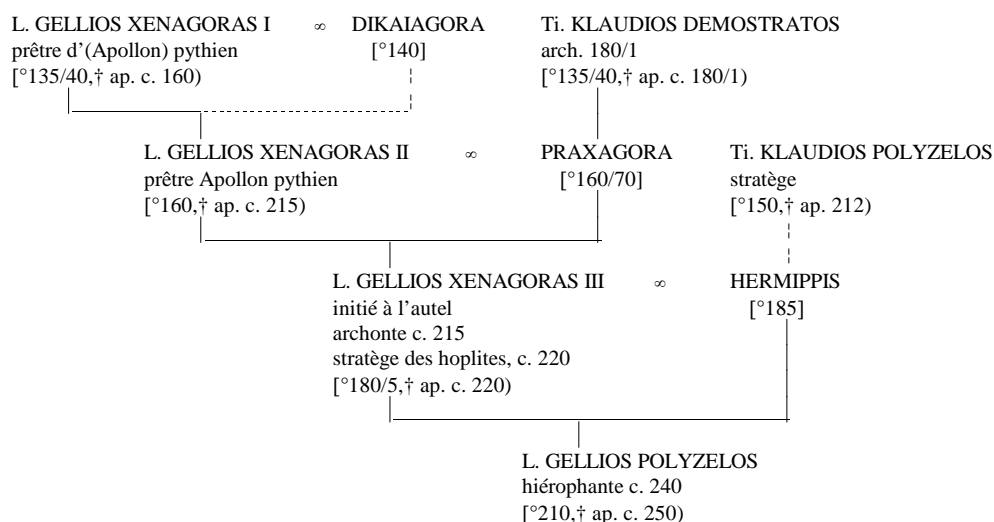 L. GELLIOS XENAGORAS I ∞ DIKAIAGORA Ti. KLAUDIOS DEMOSTRATOS
prêtre d’(Apollon) pythien [°140] arch. 180/1
[°135/40,† ap. c. 160) [°135/40,† ap. c. 180/1)
L. GELLIOS XENAGORAS II ∞ PRAXAGORA Ti. KLAUDIOS POLYZELOS
prêtre Apollon pythien [°160/70] stratège
[°160,† ap. c. 215) [°150,† ap. 212)
L. GELLIOS XENAGORAS III ∞ HERMIPPIS
initié à l’autel [°185]
archonte c. 215
stratège des hoplites, c. 220
[°180/5,† ap. c. 220)
L. GELLIOS POLYZELOS
hiérophante c. 240
[°210,† ap. c. 250)